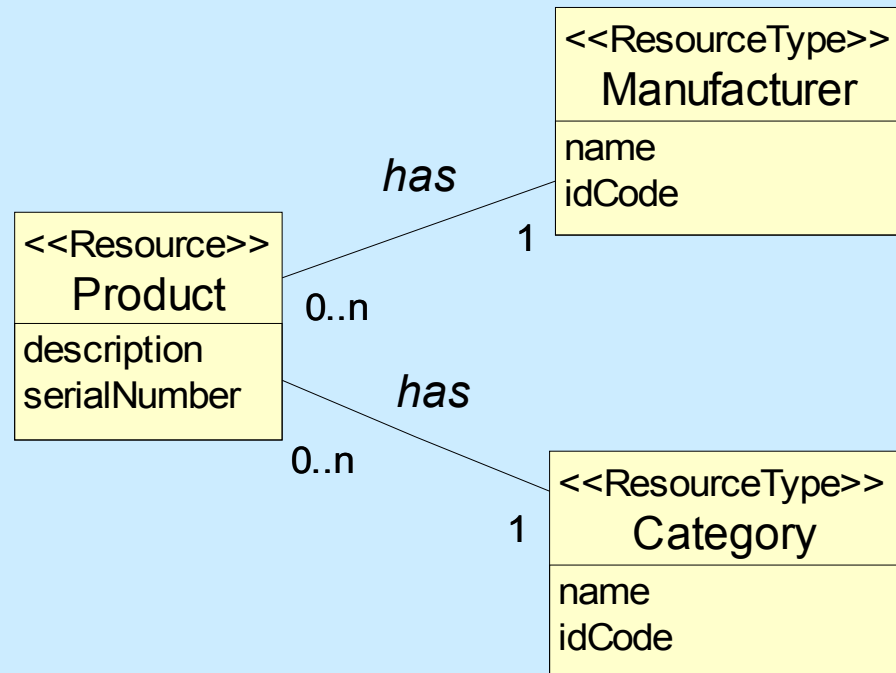 <<ResourceType>>
Manufacturer
name
idCode
has
1
<<Resource>>
Product
description
serialNumber
0..n
has
0..n
1
<<ResourceType>>
Category
name
idCode